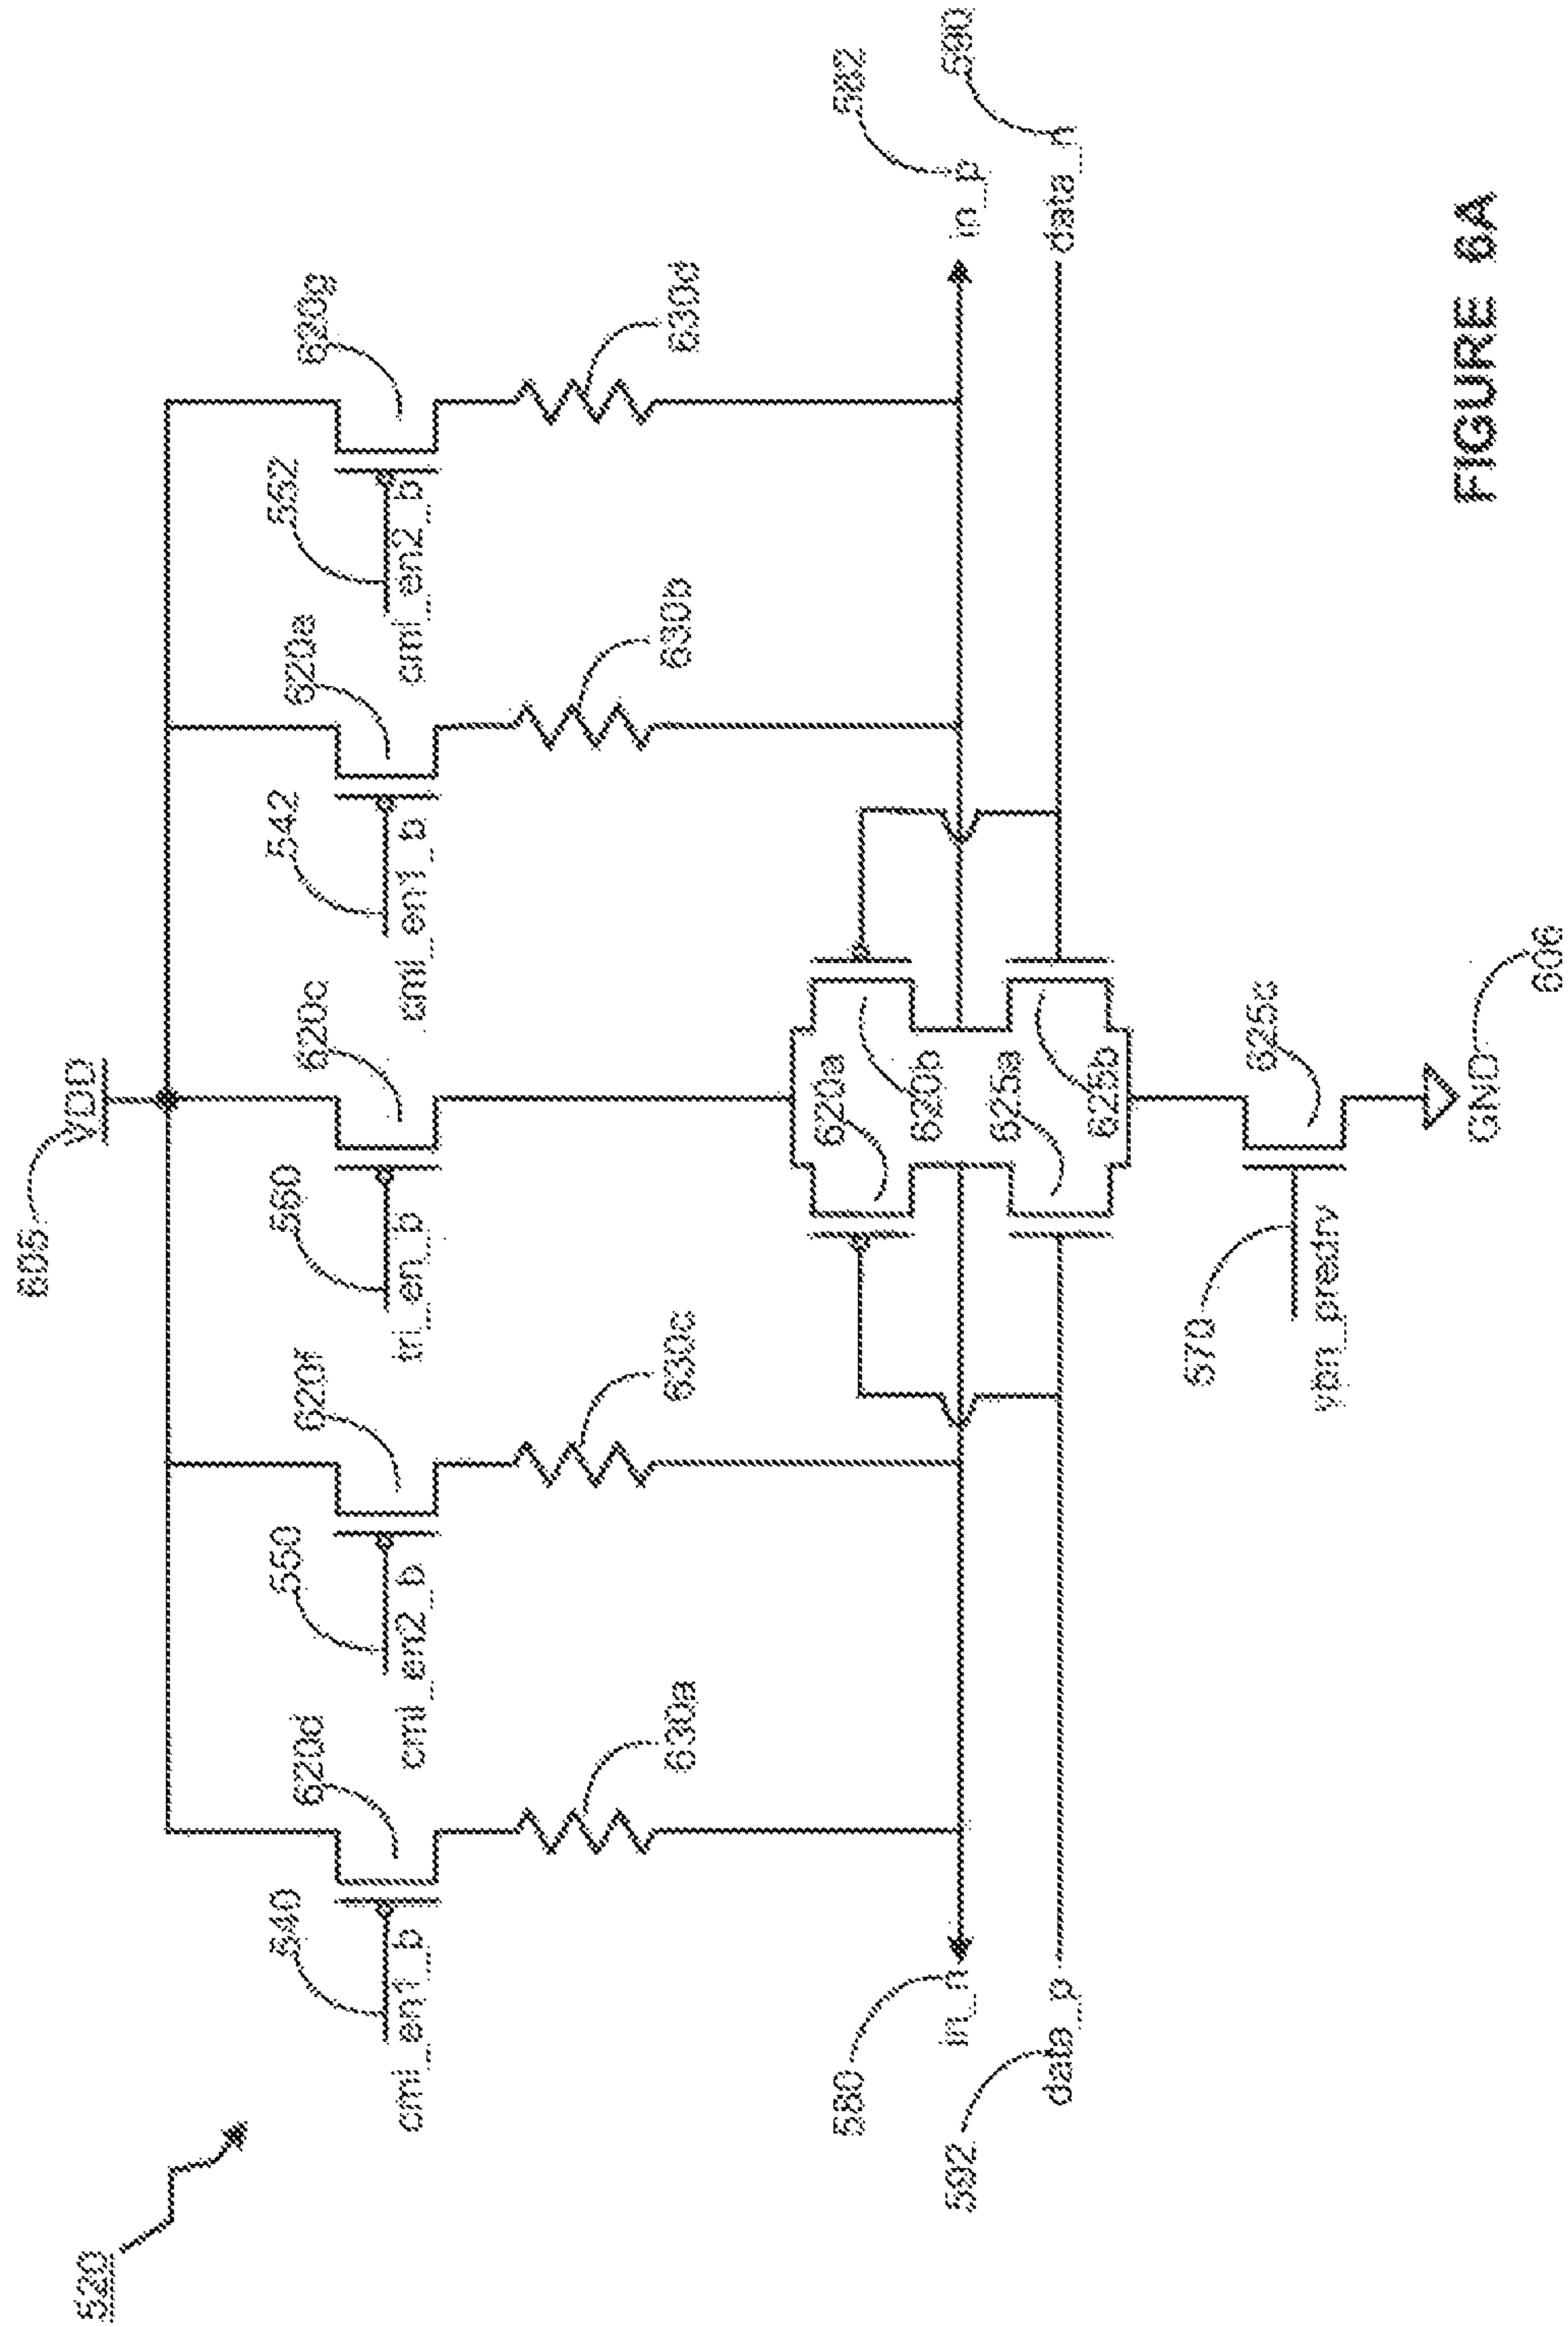 520
605
VDD
540
620d
550
620f
560
620c
542
620e
552
620g
cml_en1_b
cml_en2_b
tri_en_b
cml_en1_b
cml_en2_b
630a
630c
630b
630d
580
in_n
592
data_p
620a
620b
625a
625b
582
in_p
590
data_n
570
vbn_predrv
625c
GND
606
FIGURE 6A